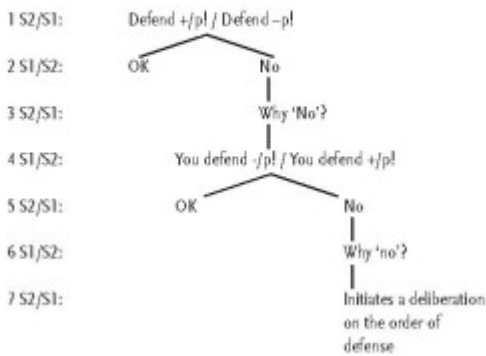 1 S2/S1: Defend +/p! / Defend –p!
2 S1/S2: OK No
3 S2/S1: Why 'No'?
4 S1/S2: You defend -/p! / You defend +/p!
5 S2/S1: OK No
6 S1/S2: Why 'no'?
7 S2/S1: Initiates a deliberation
on the order of
defense